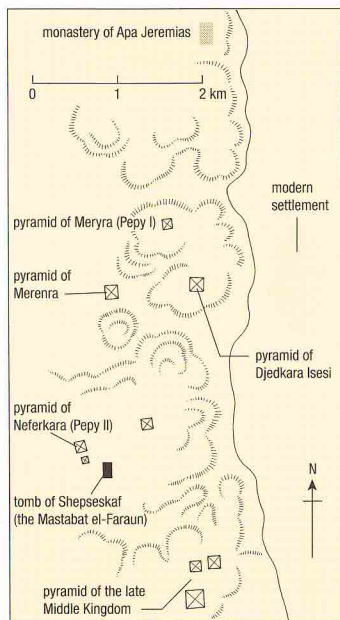 monastery of Apa Jeremias
0 1 2 km
modern
settlement
pyramid of Meryra (Pepy I)
pyramid of
Merenra
pyramid of
Djedkara Isesi
pyramid of
Neferkara (Pepy II)
N
tomb of Shepseskaf
(the Mastabat el-Faraun)
pyramid of the late
Middle Kingdom